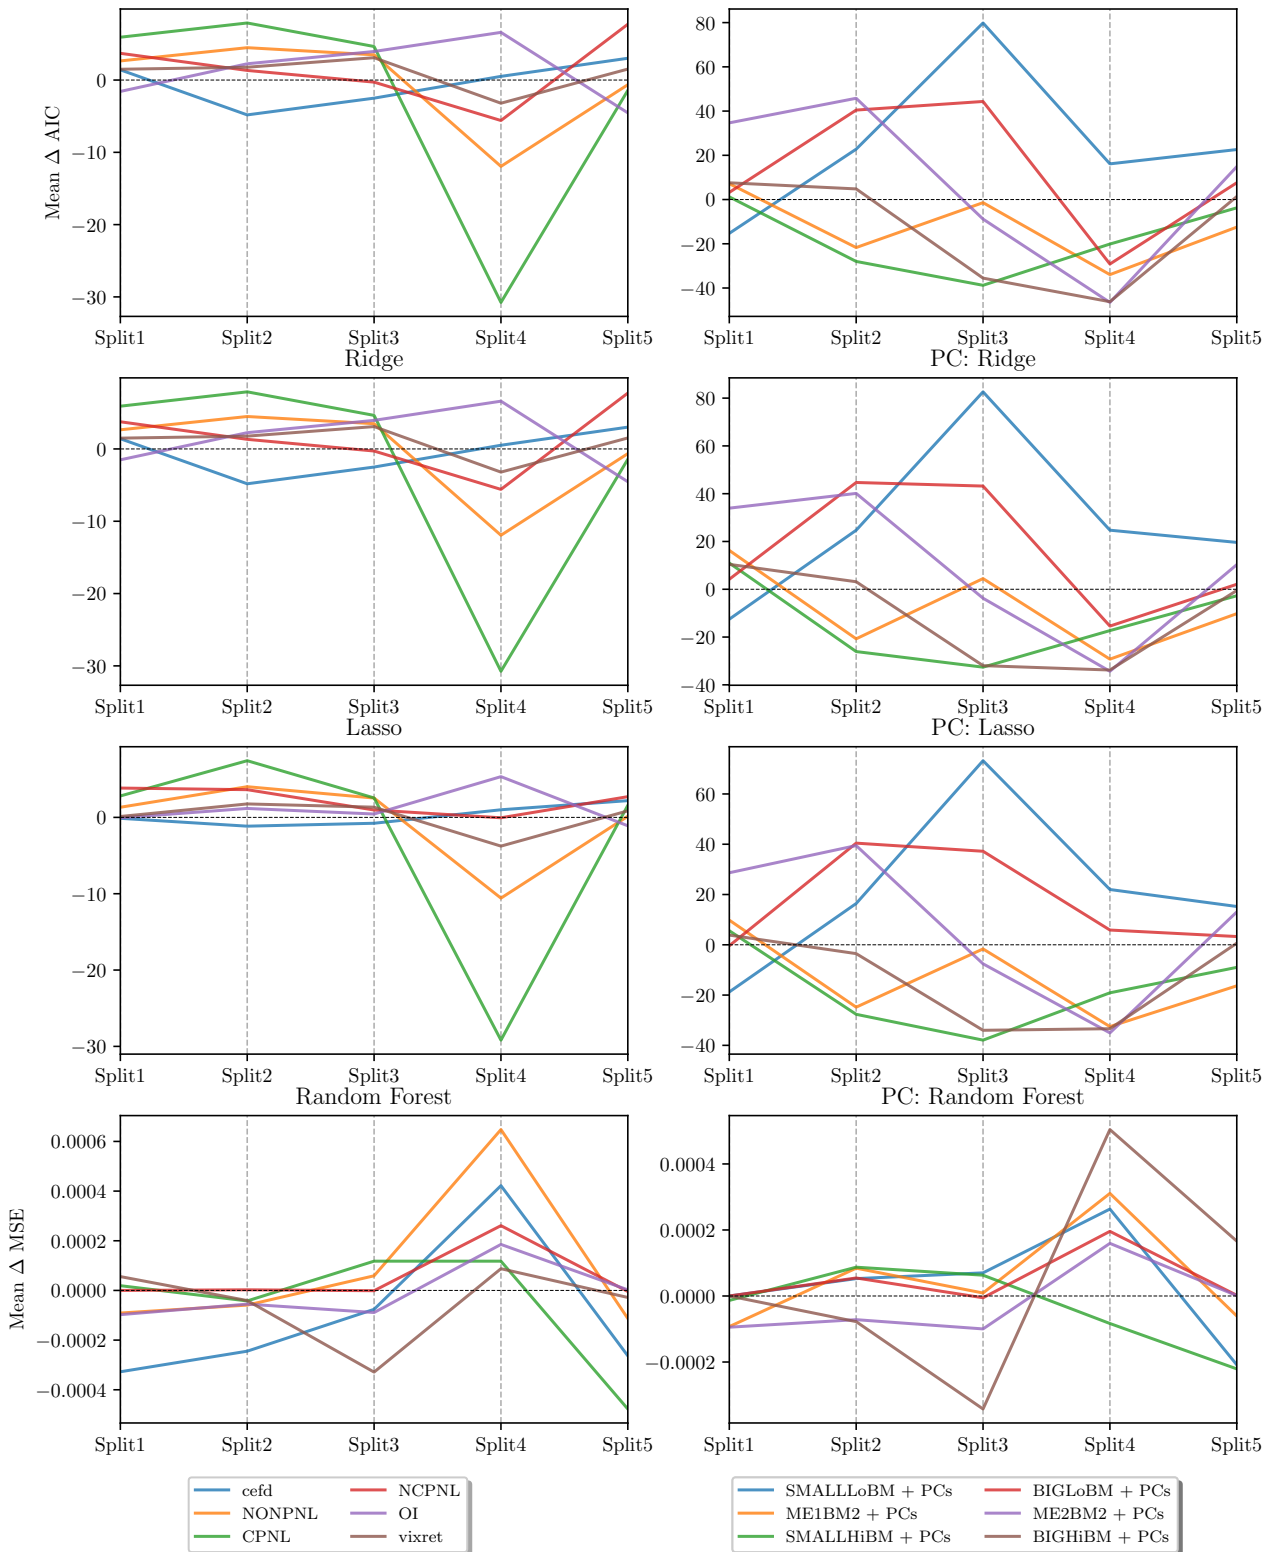 Mean Δ AIC
0
−10
−20
−30
Split1 Split2 Split3 Split4 Split5
80
60
40
20
0
−20
−40
Split1 Split2 Split3 Split4 Split5
Ridge
0
−10
−20
−30
Split1 Split2 Split3 Split4 Split5
PC: Ridge
80
60
40
20
0
−20
−40
Split1 Split2 Split3 Split4 Split5
Lasso
0
−10
−20
−30
Split1 Split2 Split3 Split4 Split5
PC: Lasso
60
40
20
0
−20
−40
Split1 Split2 Split3 Split4 Split5
Random Forest
Mean Δ MSE
0.0006
0.0004
0.0002
0.0000
−0.0002
−0.0004
Split1 Split2 Split3 Split4 Split5
PC: Random Forest
0.0004
0.0002
0.0000
−0.0002
Split1 Split2 Split3 Split4 Split5
cefd
NONPNL
CPNL
NCPNL
OI
vixret
SMALLLoBM + PCs
ME1BM2 + PCs
SMALLHiBM + PCs
BIGLoBM + PCs
ME2BM2 + PCs
BIGHiBM + PCs